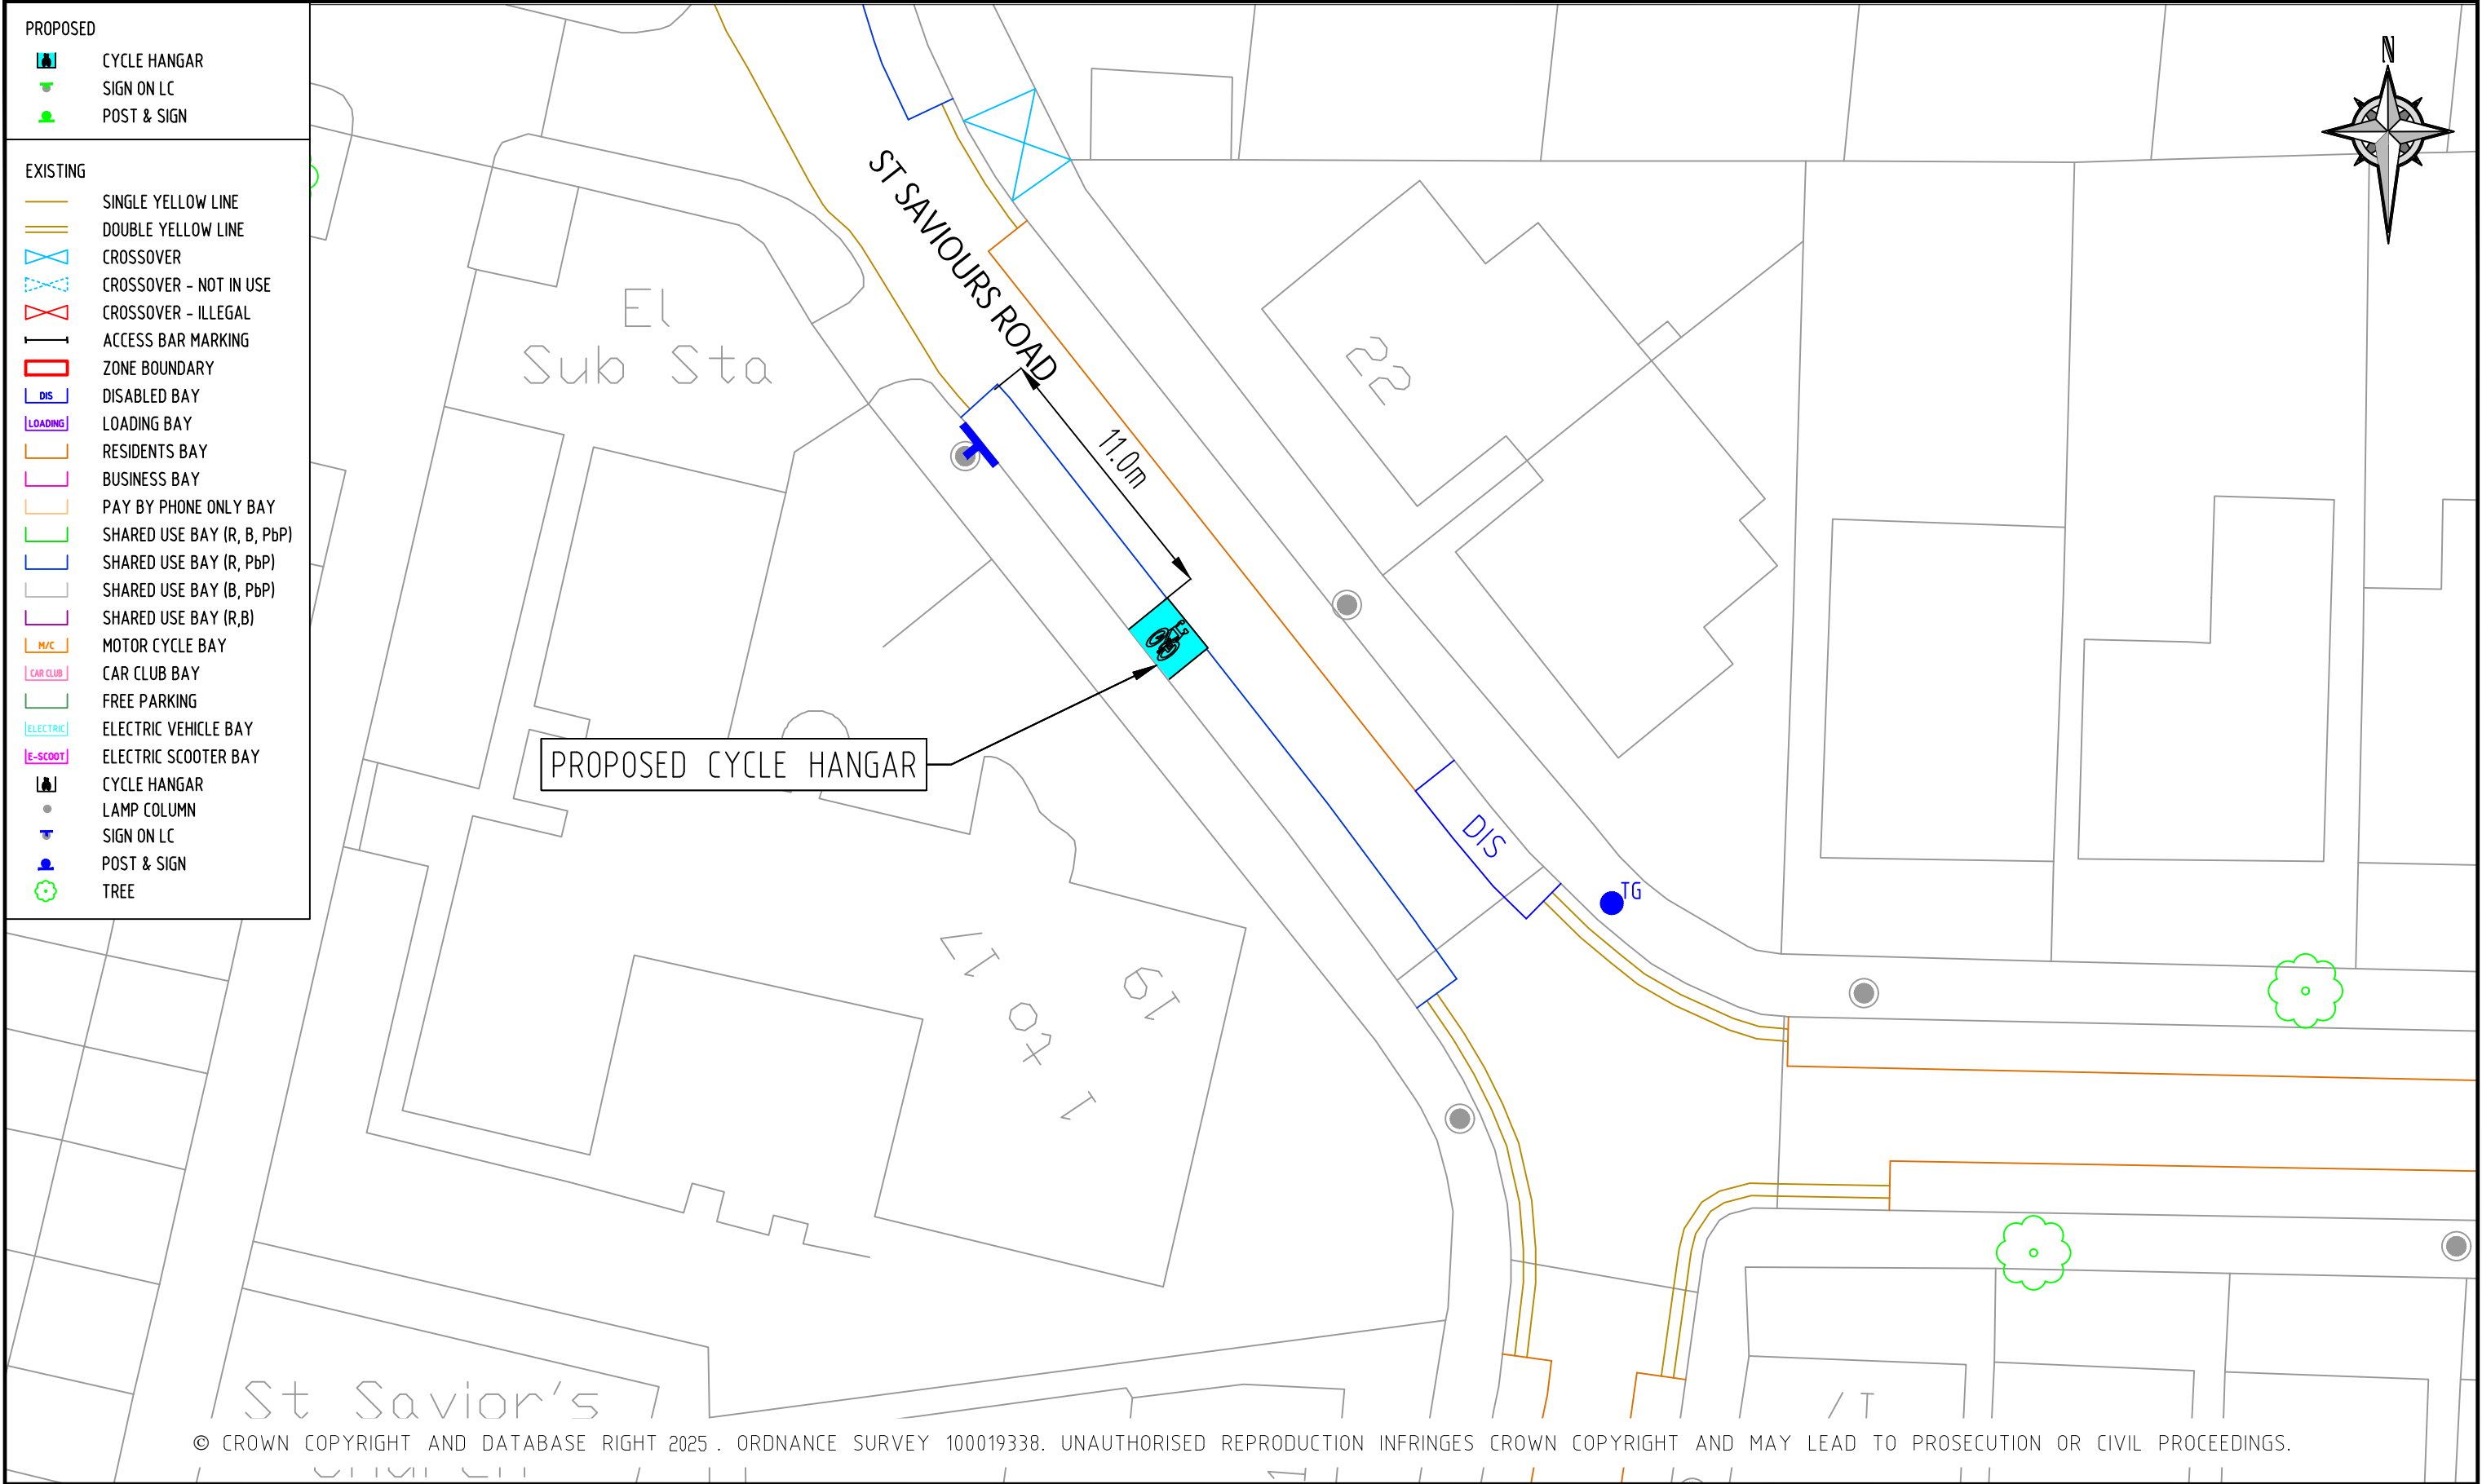 PROPOSED
CYCLE HANGAR
SIGN ON LC
POST & SIGN
EXISTING
SINGLE YELLOW LINE
DOUBLE YELLOW LINE
CROSSOVER
CROSSOVER - NOT IN USE
CROSSOVER - ILLEGAL
ACCESS BAR MARKING
ZONE BOUNDARY
DIS DISABLED BAY
LOADING LOADING BAY
RESIDENTS BAY
BUSINESS BAY
PAY BY PHONE ONLY BAY
SHARED USE BAY (R, B, PbP)
SHARED USE BAY (R, PbP)
SHARED USE BAY (B, PbP)
SHARED USE BAY (R,B)
M/C MOTOR CYCLE BAY
CAR CLUB CAR CLUB BAY
FREE PARKING
ELECTRIC ELECTRIC VEHICLE BAY
E-SCOOT ELECTRIC SCOOTER BAY
CYCLE HANGAR
LAMP COLUMN
SIGN ON LC
POST & SIGN
TREE
N
ST SAVIOURS ROAD
El
Sub Sta
22
11.0m
PROPOSED CYCLE HANGAR
DIS
TG
1 to 17
19
St Savior's
Church
© CROWN COPYRIGHT AND DATABASE RIGHT 2025 . ORDNANCE SURVEY 100019338. UNAUTHORISED REPRODUCTION INFRINGES CROWN COPYRIGHT AND MAY LEAD TO PROSECUTION OR CIVIL PROCEEDINGS.